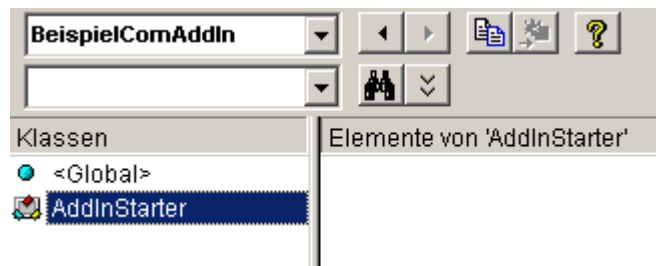 BeispielComAddIn
Klassen
Elemente von 'AddInStarter'
<Global>
AddInStarter